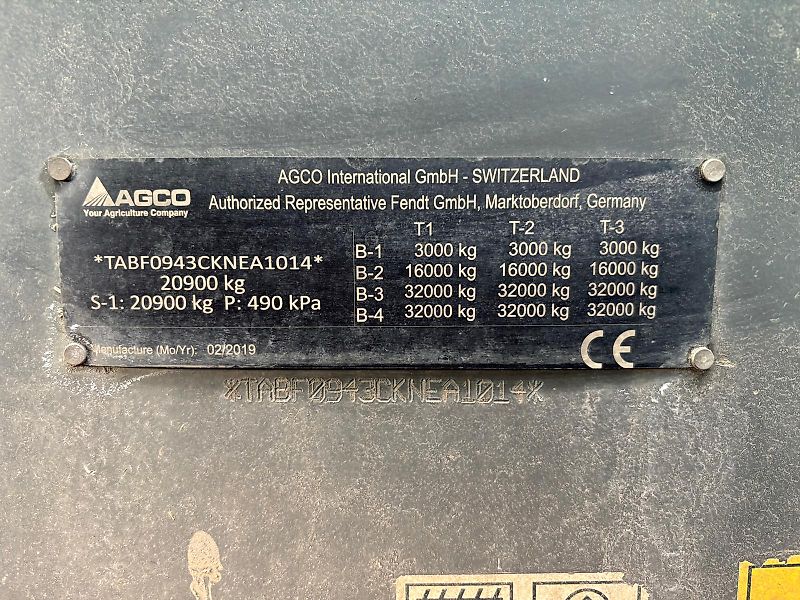 AGCO
Your Agriculture Company
AGCO International GmbH - SWITZERLAND
Authorized Representative Fendt GmbH, Marktoberdorf, Germany
*TABF0943CKNEA1014*
20900 kg
S-1: 20900 kg P: 490 kPa
T1 T-2 T-3
B-1 3000 kg 3000 kg 3000 kg
B-2 16000 kg 16000 kg 16000 kg
B-3 32000 kg 32000 kg 32000 kg
B-4 32000 kg 32000 kg 32000 kg
Manufacture (Mo/Yr): 02/2019
CE
*TABF0943CKNEA1014*